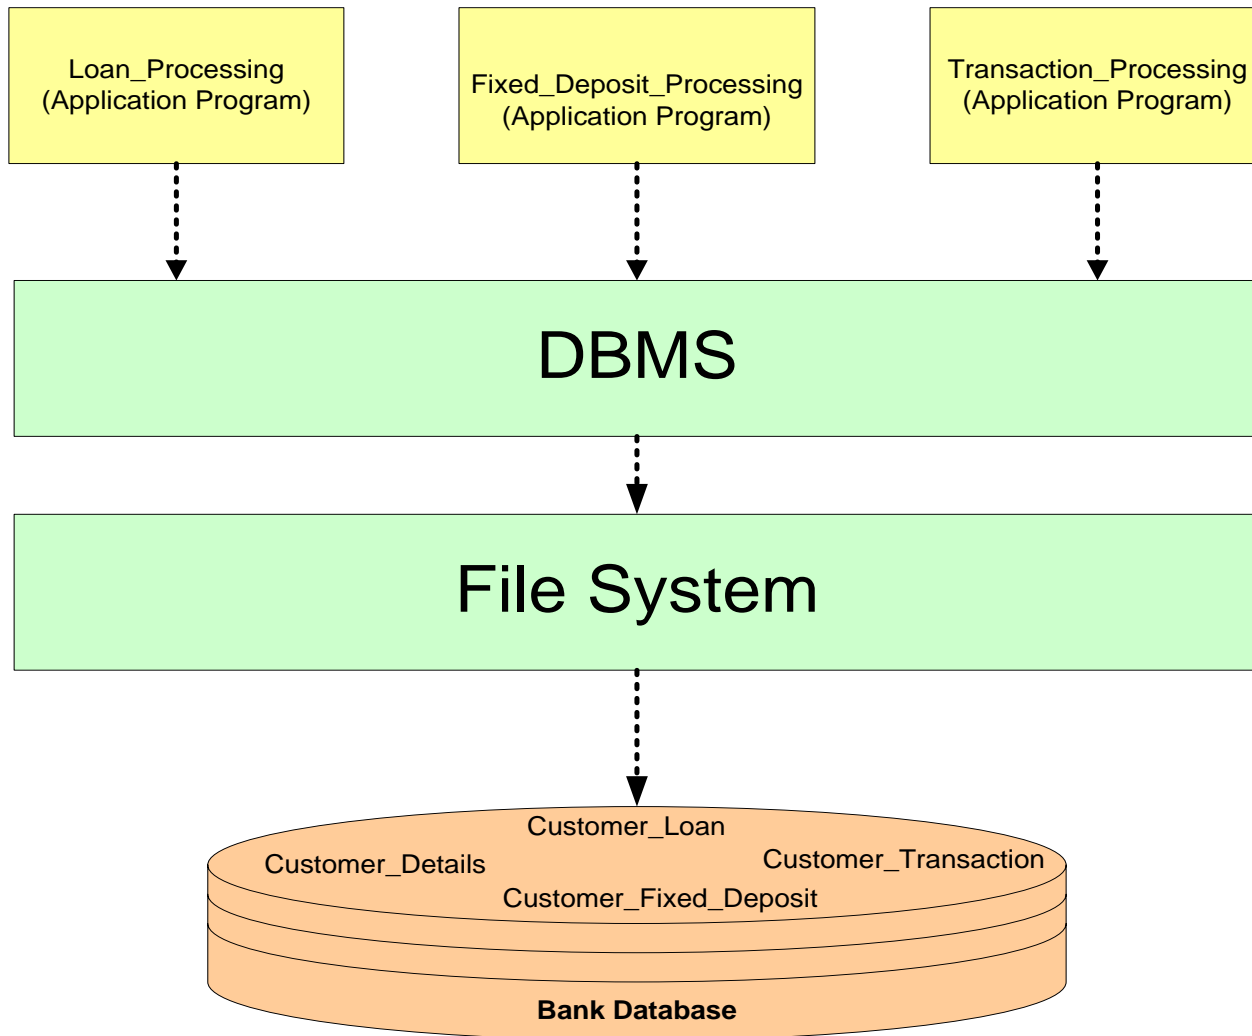 Loan_Processing
(Application Program)
Fixed_Deposit_Processing
(Application Program)
Transaction_Processing
(Application Program)
DBMS
File System
Customer_Loan
Customer_Details
Customer_Transaction
Customer_Fixed_Deposit
Bank Database